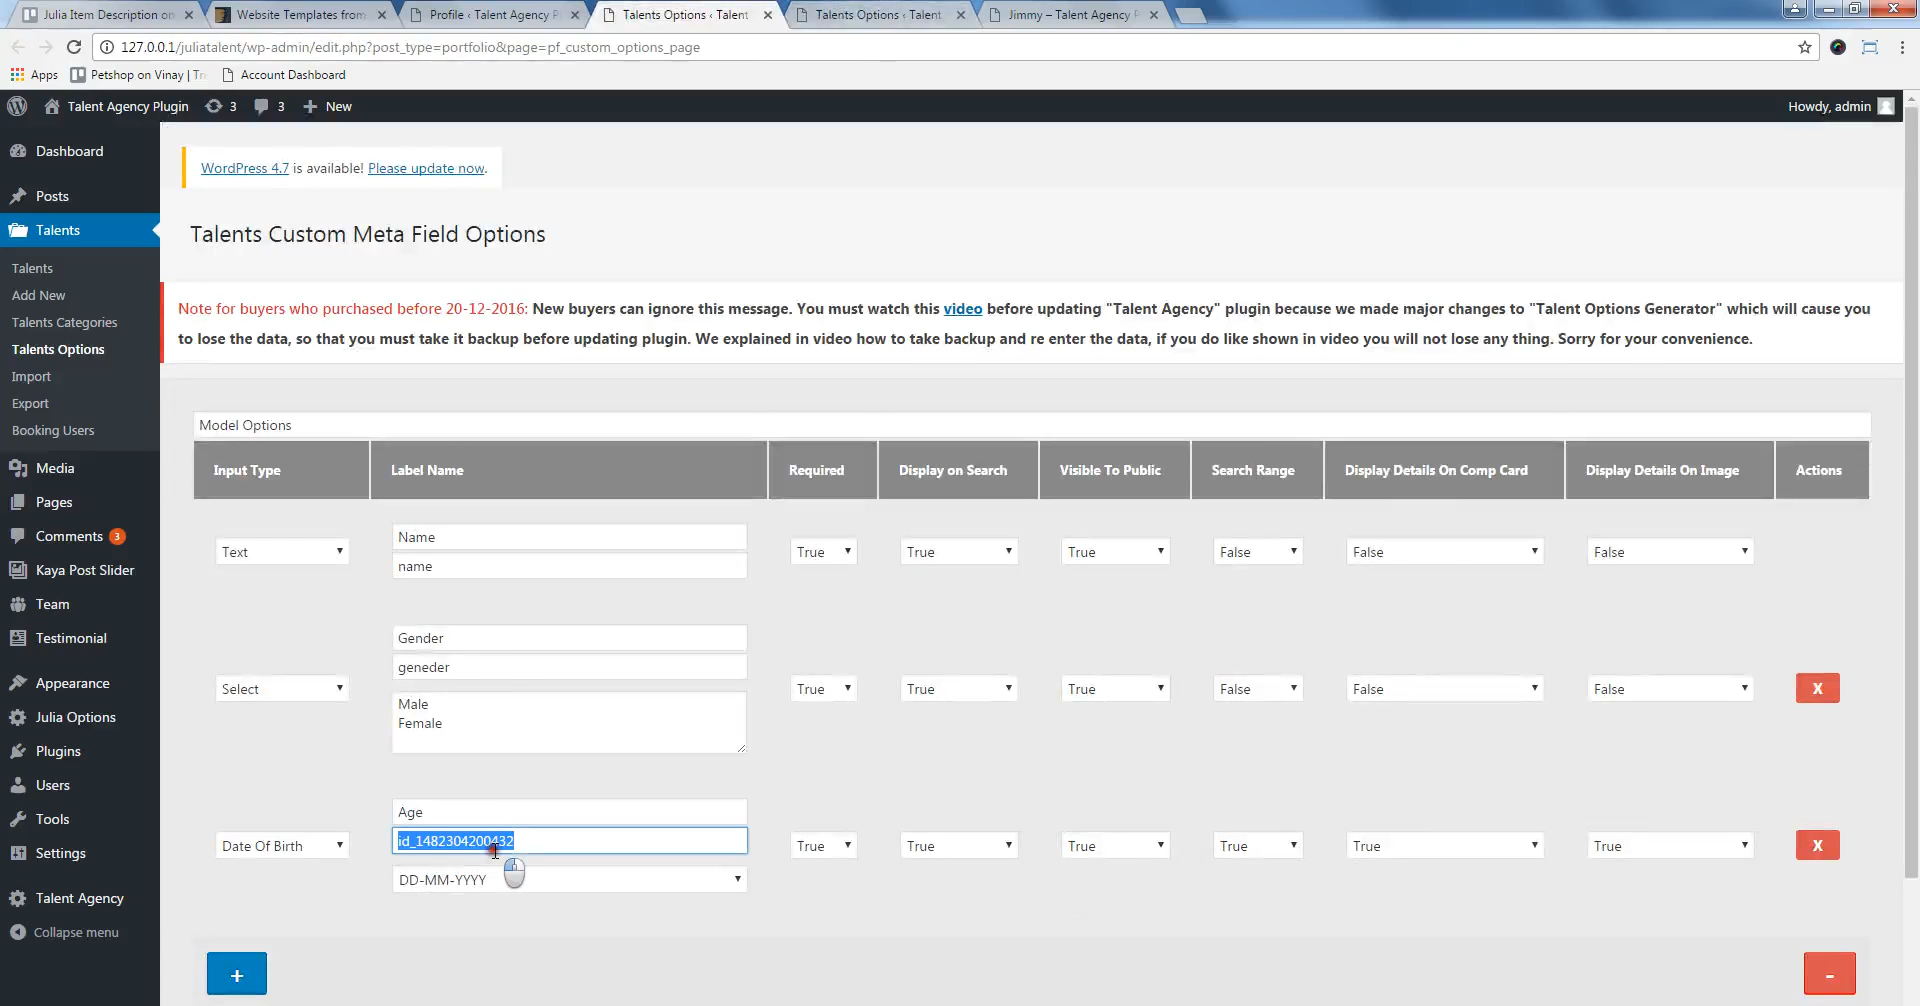 Julia Item Description on
Website Templates from
Profile ‹ Talent Agency P
Talents Options ‹ Talent
Talents Options ‹ Talent
Jimmy – Talent Agency P
127.0.0.1/juliatalent/wp-admin/edit.php?post_type=portfolio&page=pf_custom_options_page
Apps
Petshop on Vinay | Tr
Account Dashboard
Talent Agency Plugin
3
3
New
Howdy, admin
Dashboard
Posts
Talents
Talents
Add New
Talents Categories
Talents Options
Import
Export
Booking Users
Media
Pages
Comments 3
Kaya Post Slider
Team
Testimonial
Appearance
Julia Options
Plugins
Users
Tools
Settings
Talent Agency
Collapse menu
WordPress 4.7 is available! Please update now.
Talents Custom Meta Field Options
Note for buyers who purchased before 20-12-2016: New buyers can ignore this message. You must watch this video before updating "Talent Agency" plugin because we made major changes to "Talent Options Generator" which will cause you
to lose the data, so that you must take it backup before updating plugin. We explained in video how to take backup and re enter the data, if you do like shown in video you will not lose any thing. Sorry for your convenience.
Model Options
Input Type Label Name Required Display on Search Visible To Public Search Range Display Details On Comp Card Display Details On Image Actions
Name
Text True True True False False False
name
Gender
geneder
Select True True True False False False X
Male
Female
Age
id_1482304200432
Date Of Birth True True True True True True X
DD-MM-YYYY
+
-